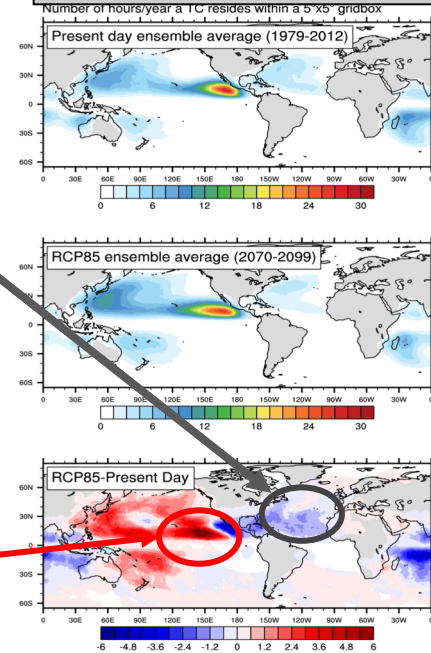 Number of hours/year a TC resides within a 5°x5° gridbox
Present day ensemble average (1979-2012)
60N
30N
0
30S
60S
0 30E 60E 90E 120E 150E 180 150W 120W 90W 60W 30W
0 6 12 18 24 30
RCP85 ensemble average (2070-2099)
60N
30N
0
30S
60S
0 30E 60E 90E 120E 150E 180 150W 120W 90W 60W 30W
0 6 12 18 24 30
RCP85-Present Day
60N
30N
0
30S
60S
0 30E 60E 90E 120E 150E 180 150W 120W 90W 60W 30W
-6 -4.8 -3.6 -2.4 -1.2 0 1.2 2.4 3.6 4.8 6